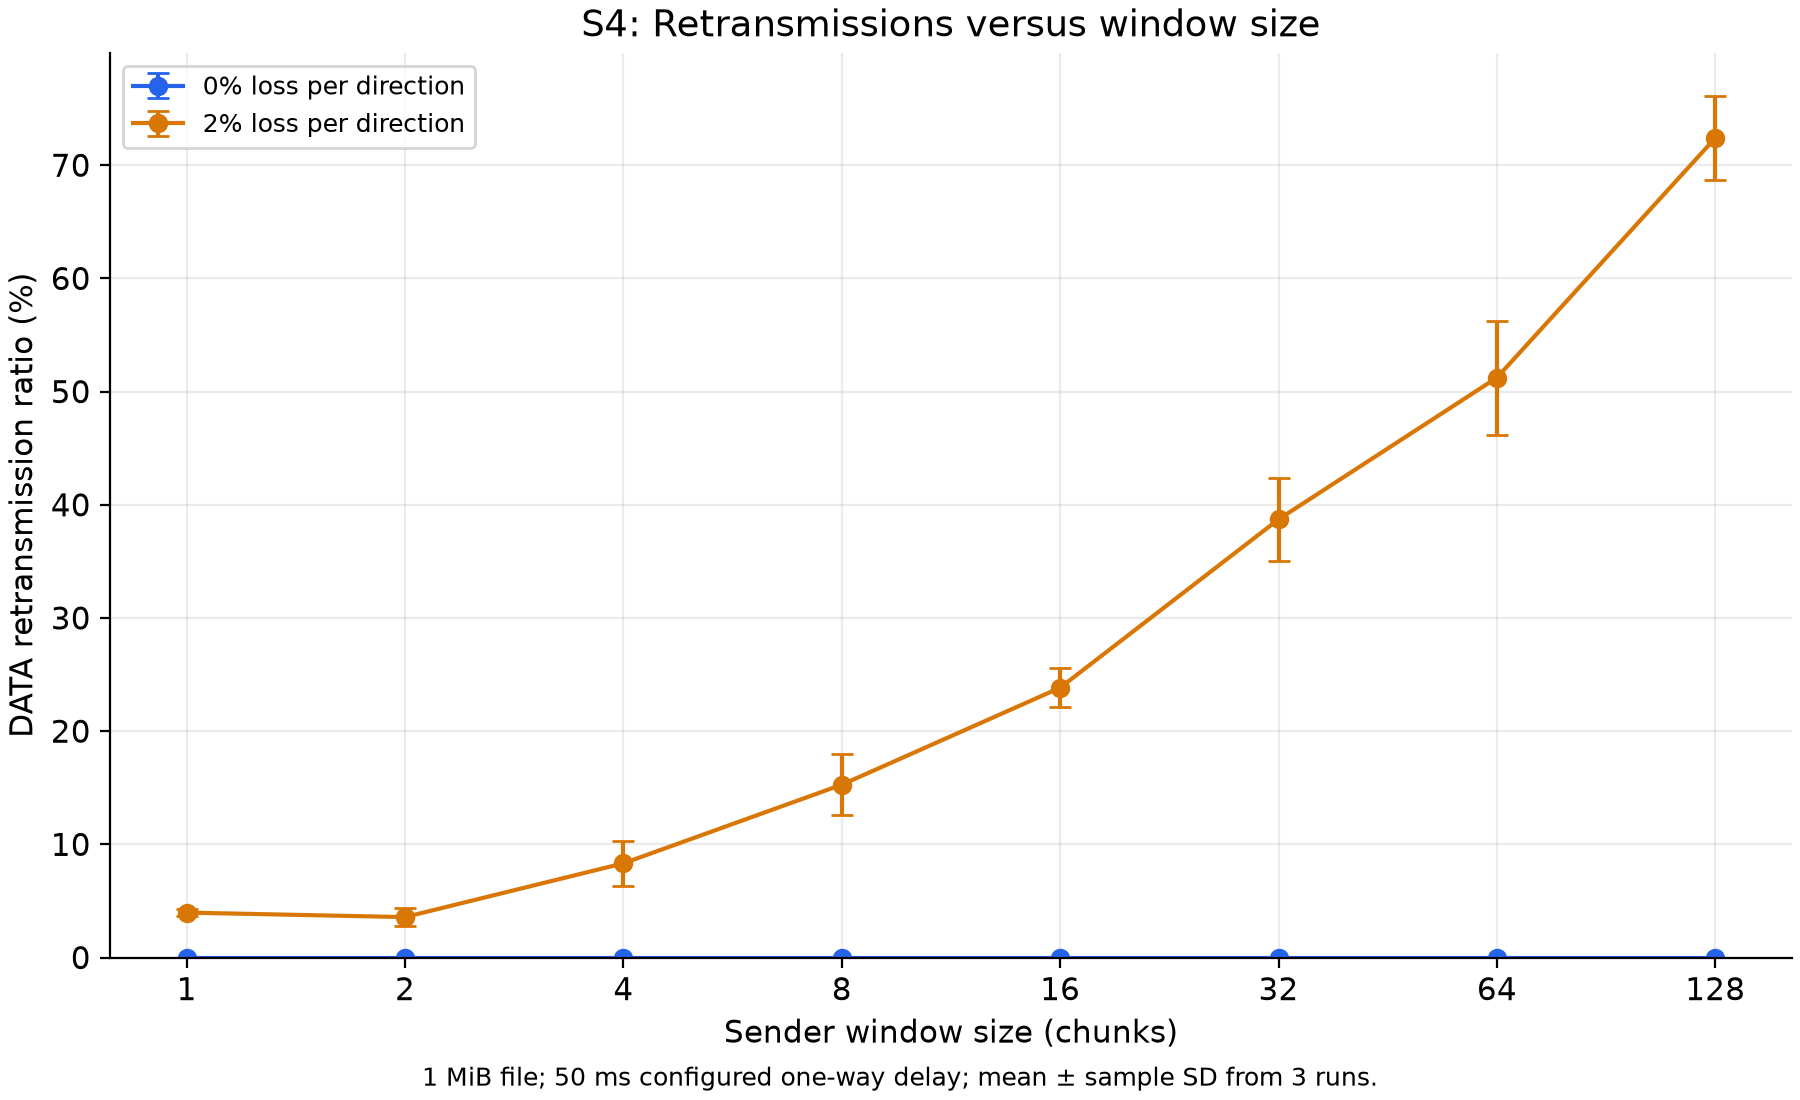 S4: Retransmissions versus window size
0% loss per direction
2% loss per direction
DATA retransmission ratio (%)
70
60
50
40
30
20
10
0
1 2 4 8 16 32 64 128
Sender window size (chunks)
1 MiB file; 50 ms configured one-way delay; mean ± sample SD from 3 runs.